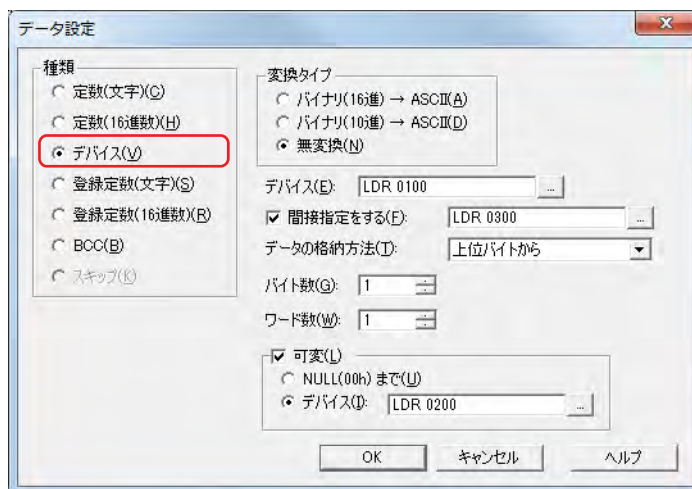 データ設定
種類
定数(文字)(C)
定数(16進数)(H)
デバイス(V)
登録定数(文字)(S)
登録定数(16進数)(R)
BCC(B)
スキップ(K)
変換タイプ
バイナリ(16進) → ASCII(A)
バイナリ(10進) → ASCII(D)
無変換(N)
デバイス(E): LDR 0100 ...
間接指定をする(F): LDR 0300 ...
データの格納方法(T): 上位バイトから
バイト数(G): 1
ワード数(W): 1
可変(L)
NULL(00h) まで(U)
デバイス(I): LDR 0200 ...
OK キャンセル ヘルプ